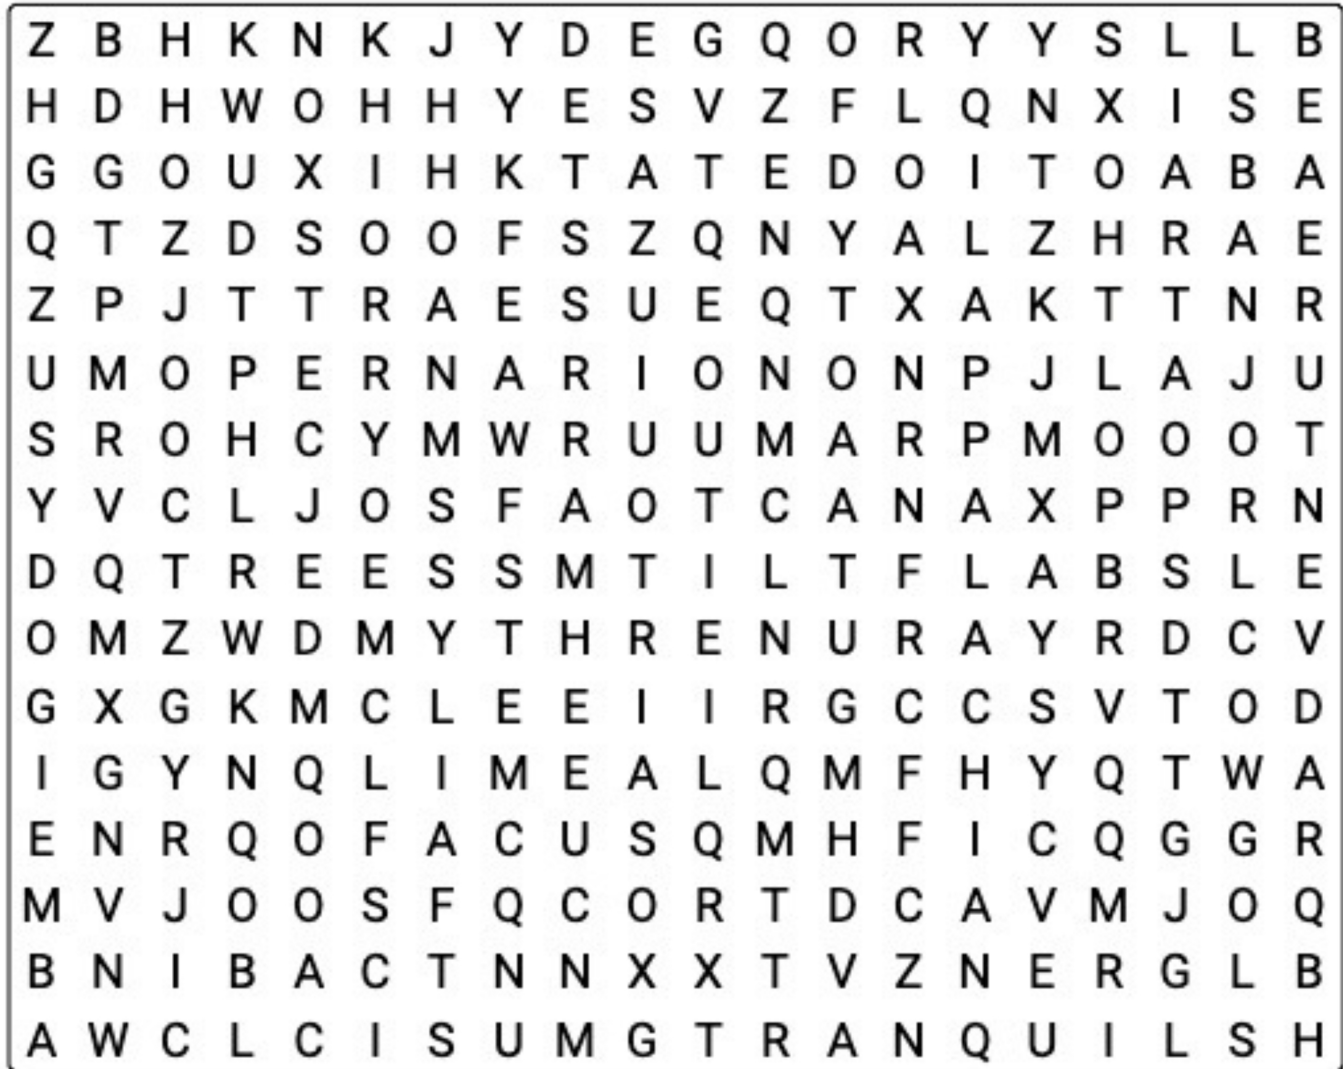 Z B H K N K J Y D E G Q O R Y Y S L L B
H D H W O H H Y E S V Z F L Q N X I S E
G G O U X I H K T A T E D O I T O A B A
Q T Z D S O O F S Z Q N Y A L Z H R A E
Z P J T T R A E S U E Q T X A K T T N R
U M O P E R N A R I O N O N P J L A J U
S R O H C Y M W R U U M A R P M O O O T
Y V C L J O S F A O T C A N A X P P R N
D Q T R E E S S M T I L T F L A B S L E
O M Z W D M Y T H R E N U R A Y R D C V
G X G K M C L E E I I R G C C S V T O D
I G Y N Q L I M E A L Q M F H Y Q T W A
E N R Q O F A C U S Q M H F I C Q G G R
M V J O O S F Q C O R T D C A V M J O Q
B N I B A C T N N X X T V Z N E R G L B
A W C L C I S U M G T R A N Q U I L S H